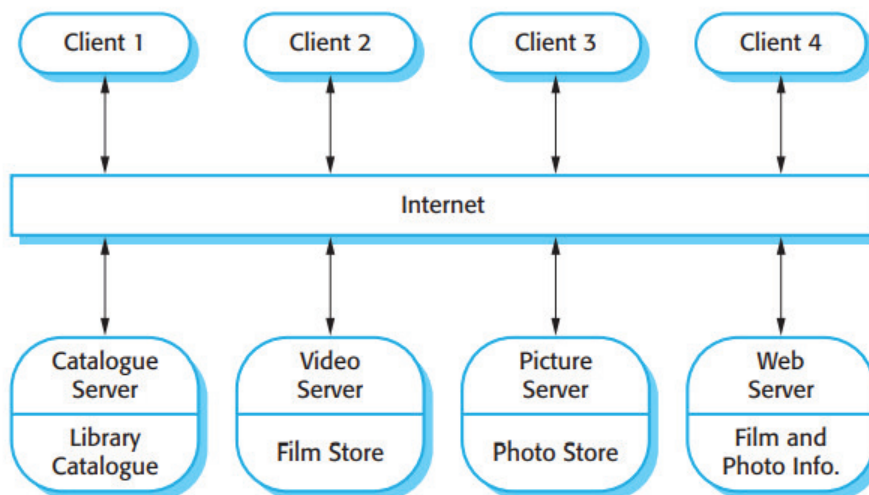 Client 1
Client 2
Client 3
Client 4
Internet
Catalogue
Server
Library
Catalogue
Video
Server
Film Store
Picture
Server
Photo Store
Web
Server
Film and
Photo Info.